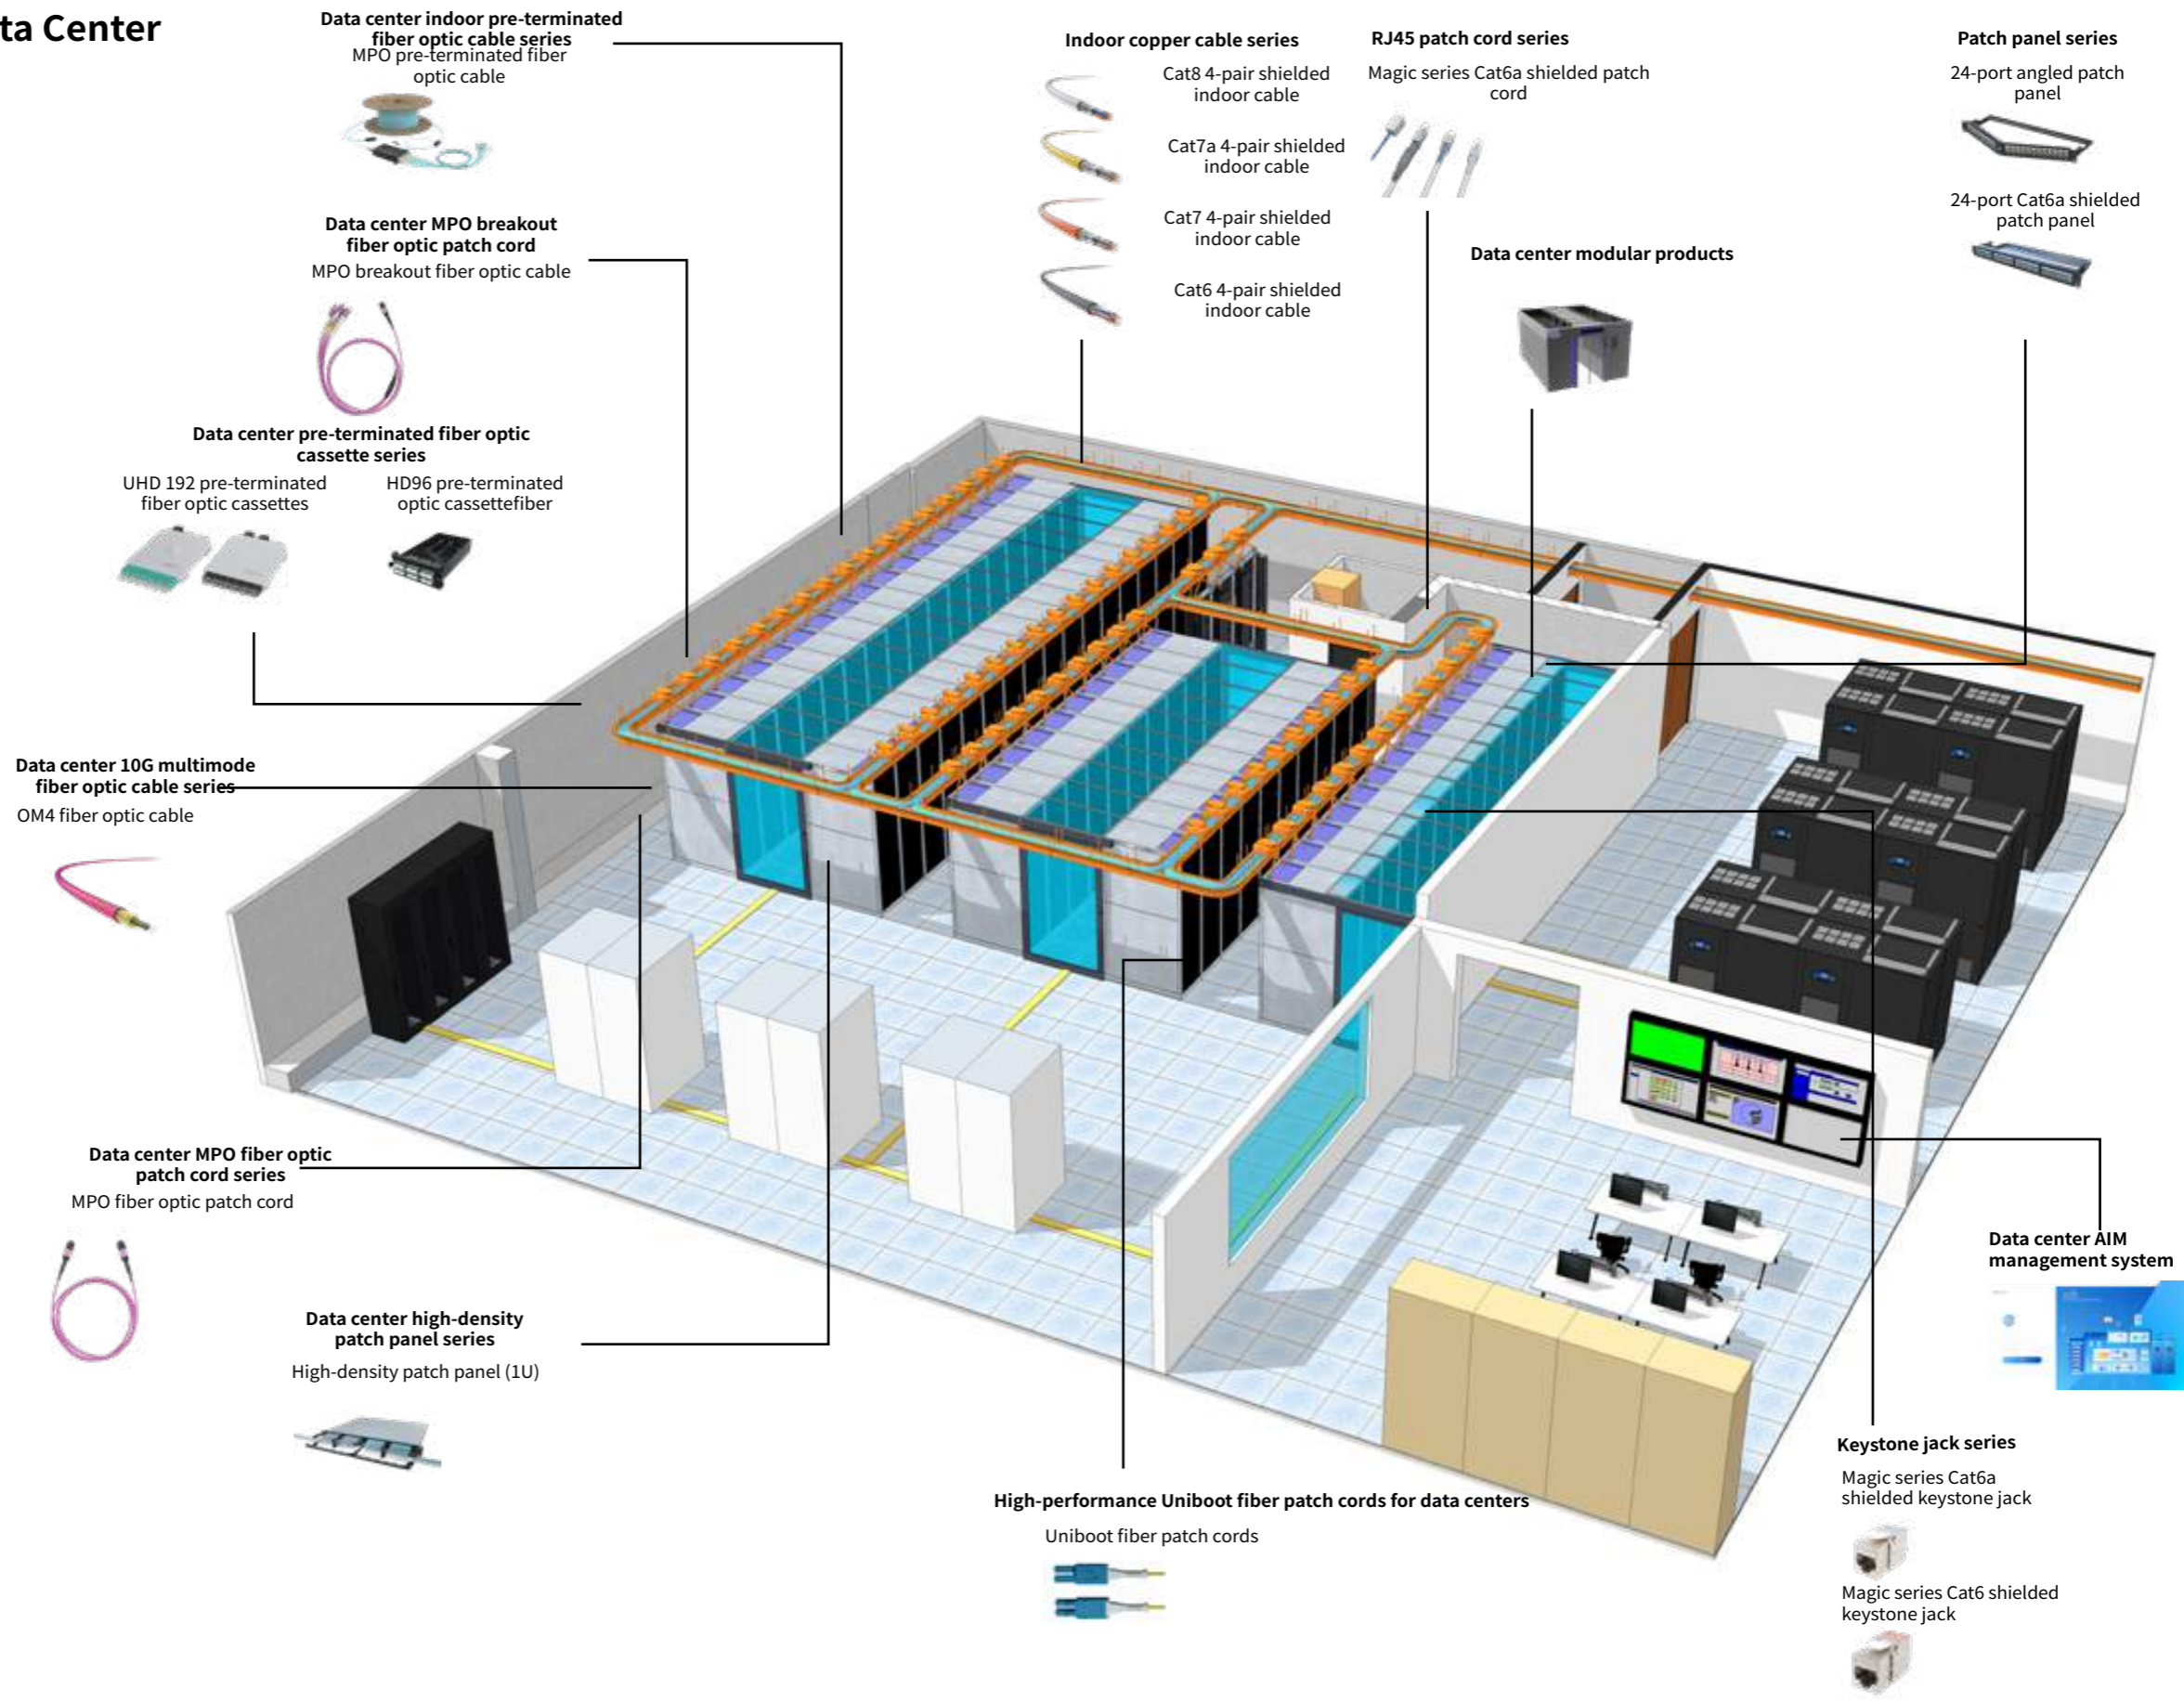 ta Center
Data center indoor pre-terminated
fiber optic cable series
MPO pre-terminated fiber
optic cable
Data center MPO breakout
fiber optic patch cord
MPO breakout fiber optic cable
Data center pre-terminated fiber optic
cassette series
UHD 192 pre-terminated
fiber optic cassettes
HD96 pre-terminated
optic cassettefiber
Data center 10G multimode
fiber optic cable series
OM4 fiber optic cable
Data center MPO fiber optic
patch cord series
MPO fiber optic patch cord
Data center high-density
patch panel series
High-density patch panel (1U)
Indoor copper cable series
Cat8 4-pair shielded
indoor cable
Cat7a 4-pair shielded
indoor cable
Cat7 4-pair shielded
indoor cable
Cat6 4-pair shielded
indoor cable
RJ45 patch cord series
Magic series Cat6a shielded patch
cord
Data center modular products
Patch panel series
24-port angled patch
panel
24-port Cat6a shielded
patch panel
Data center AIM
management system
Keystone jack series
Magic series Cat6a
shielded keystone jack
Magic series Cat6 shielded
keystone jack
High-performance Uniboot fiber patch cords for data centers
Uniboot fiber patch cords